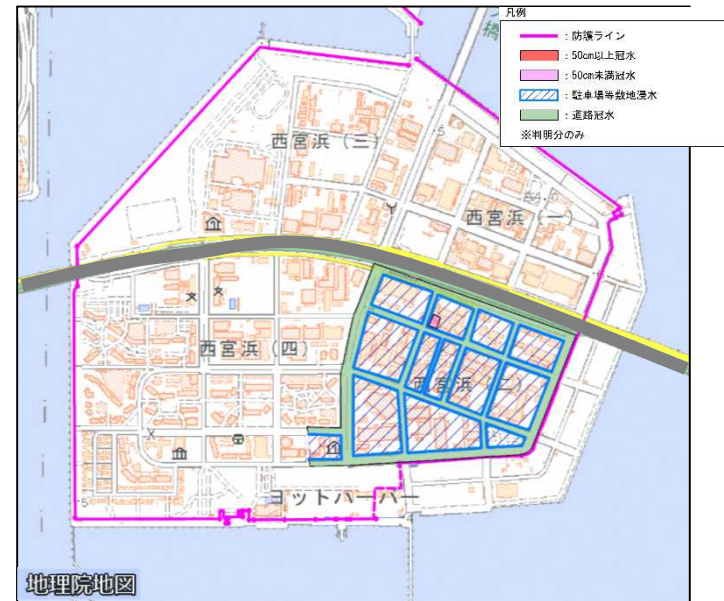 凡例
：防護ライン
：50cm以上冠水
：50cm未満冠水
：駐車場等敷地浸水
：道路冠水
※判明分のみ
橋
西宮浜（三）
西宮浜（一）
西宮浜（四）
西宮浜（二）
ヨットハーバー
地理院地図